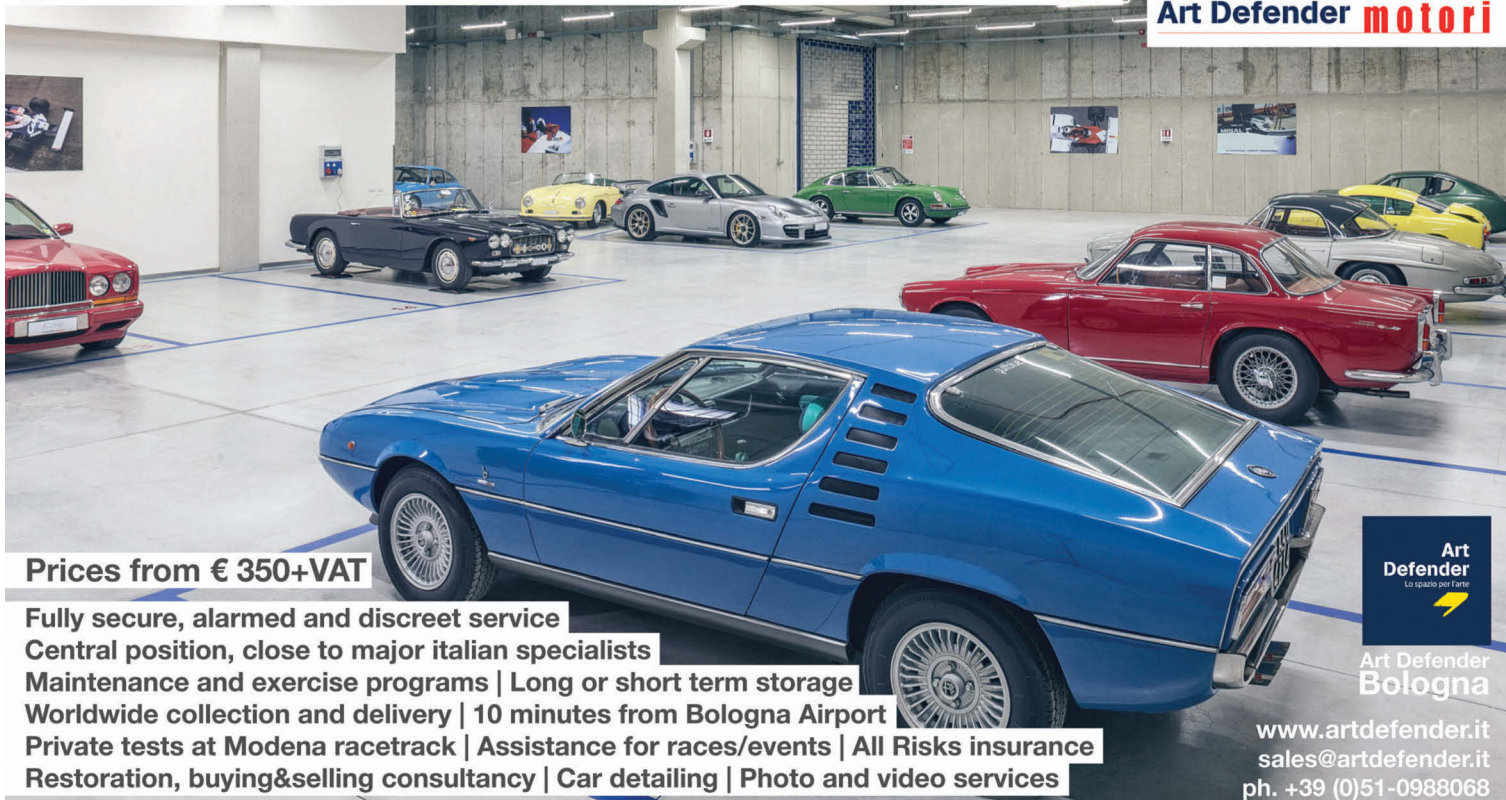 Art Defender motori
MISAL
Prices from € 350+VAT
Fully secure, alarmed and discreet service
Central position, close to major italian specialists
Maintenance and exercise programs | Long or short term storage
Worldwide collection and delivery | 10 minutes from Bologna Airport
Private tests at Modena racetrack | Assistance for races/events | All Risks insurance
Restoration, buying&selling consultancy | Car detailing | Photo and video services
Art
Defender
Lo spazio per l'arte
Art Defender
Bologna
www.artdefender.it
sales@artdefender.it
ph. +39 (0)51-0988068